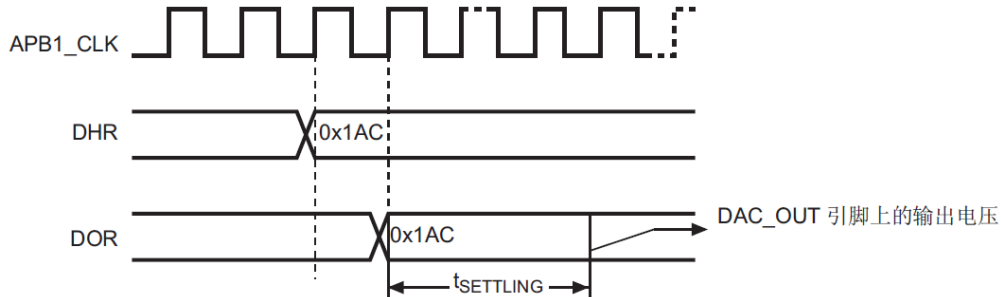 APB1_CLK
DHR
0x1AC
DOR
0x1AC
DAC_OUT 引脚上的输出电压
tSETTLING